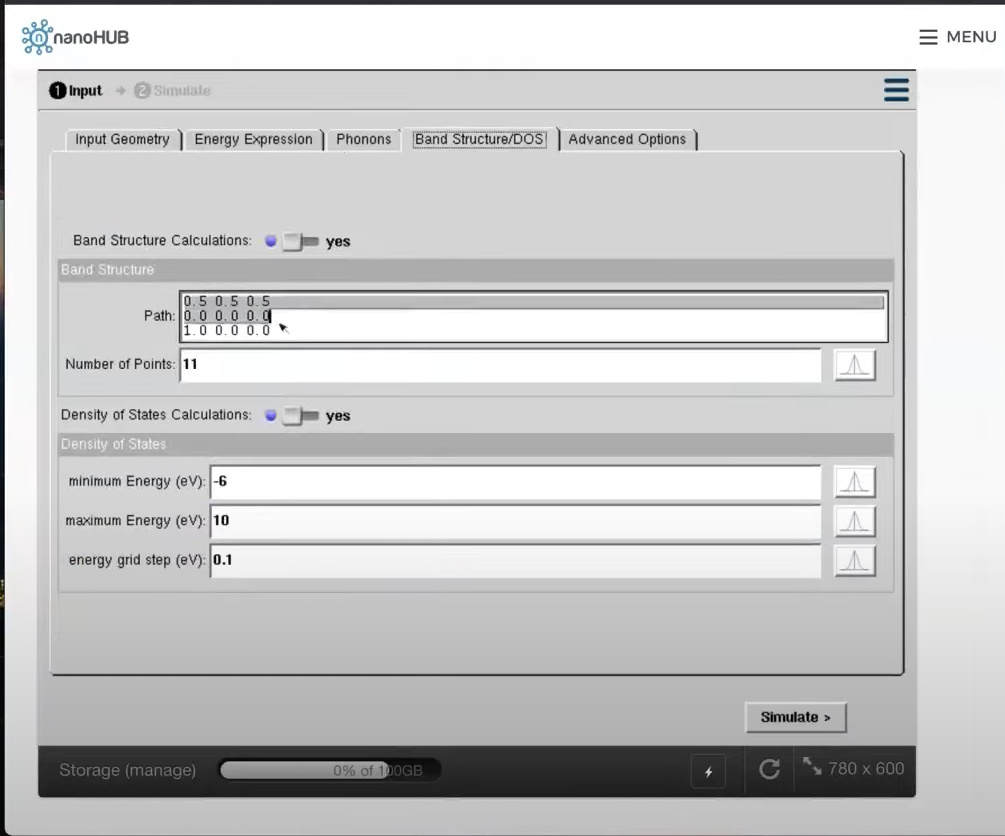 nanoHUB
MENU
1 Input → 2 Simulate
Input Geometry Energy Expression Phonons Band Structure/DOS Advanced Options
Band Structure Calculations: yes
Band Structure
Path: 0.5 0.5 0.5
0.0 0.0 0.0
1.0 0.0 0.0
Number of Points: 11
Density of States Calculations: yes
Density of States
minimum Energy (eV): -6
maximum Energy (eV): 10
energy grid step (eV): 0.1
Simulate >
Storage (manage) 0% of 100GB 780 x 600